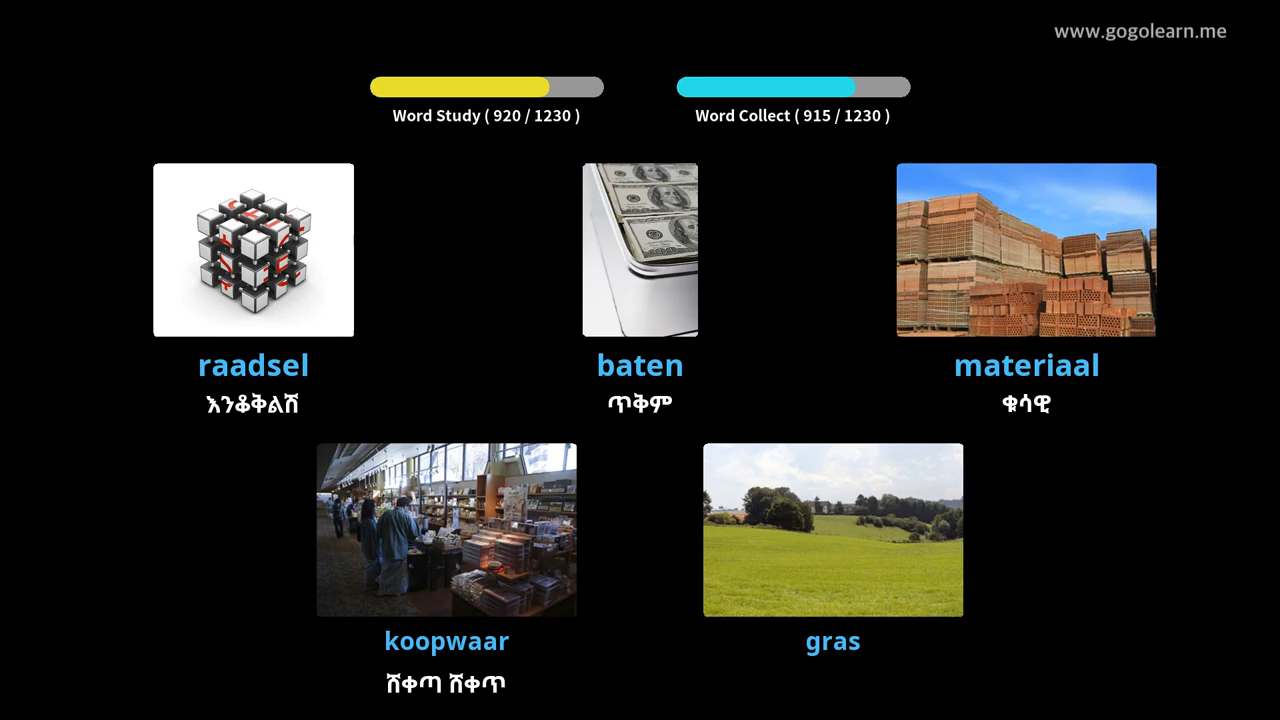 www.gogolearn.me
Word Study ( 920 / 1230 )
Word Collect ( 915 / 1230 )
raadsel
baten
materiaal
እንቆቅልሽ
ጥቅም
ቁሳዊ
koopwaar
gras
ሸቀጣ ሸቀጥ